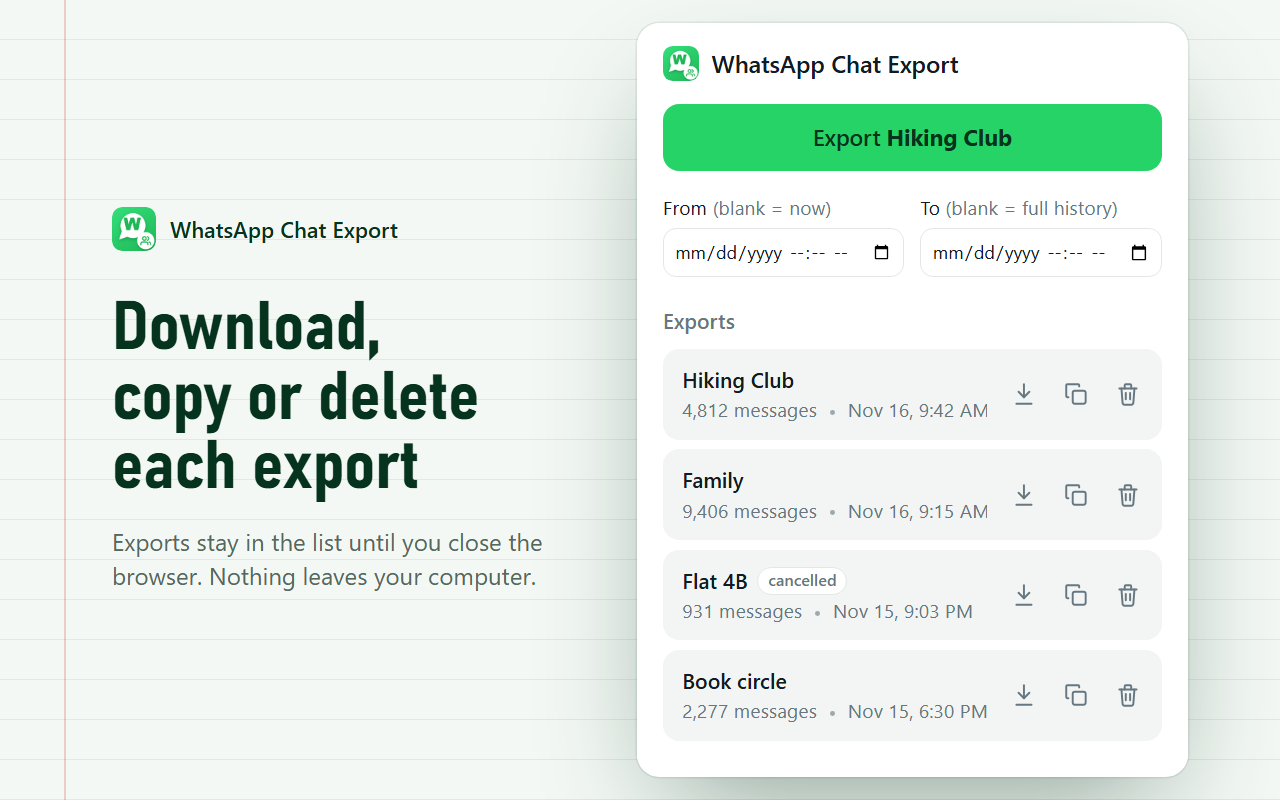 WhatsApp Chat Export
Download,
copy or delete
each export
Exports stay in the list until you close the
browser. Nothing leaves your computer.
WhatsApp Chat Export
Export Hiking Club
From (blank = now)
To (blank = full history)
mm/dd/yyyy --:-- --
mm/dd/yyyy --:-- --
Exports
Hiking Club
4,812 messages • Nov 16, 9:42 AM
Family
9,406 messages • Nov 16, 9:15 AM
Flat 4B cancelled
931 messages • Nov 15, 9:03 PM
Book circle
2,277 messages • Nov 15, 6:30 PM